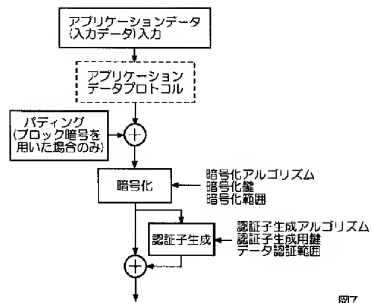 アプリケーションデータ
(入力データ)入力
アプリケーション
データプロトコル
パディング
(ブロック暗号を
用いた場合のみ)
暗号化
暗号化アルゴリズム
暗号化鍵
暗号化範囲
認証子生成
認証子生成アルゴリズム
認証子生成用鍵
データ認証範囲
図7